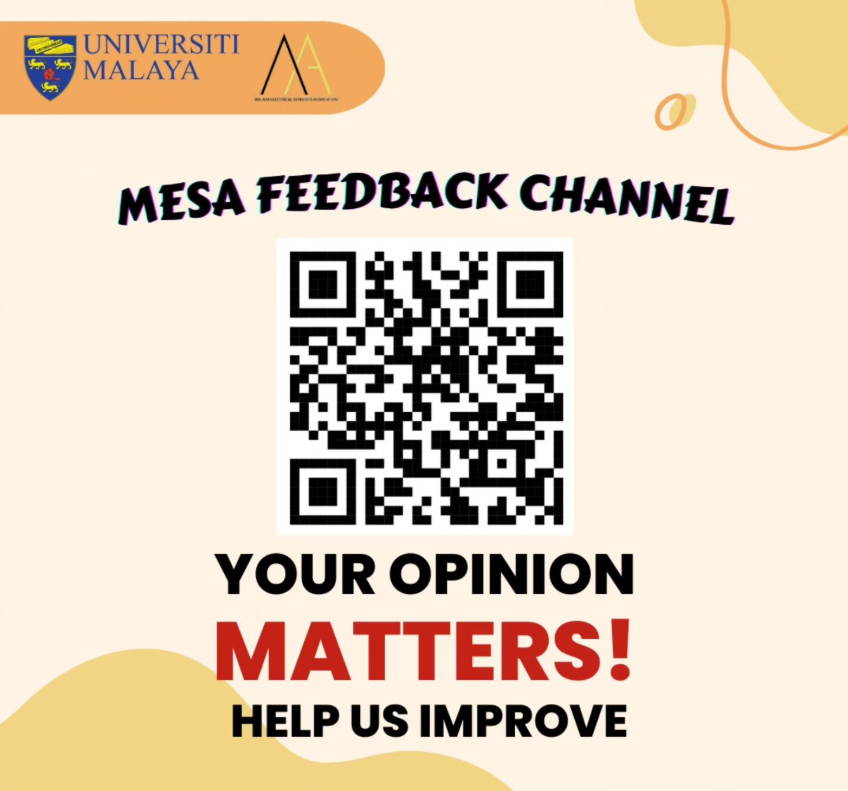 UNIVERSITI
MALAYA
MESA FEEDBACK CHANNEL
YOUR OPINION
MATTERS!
HELP US IMPROVE